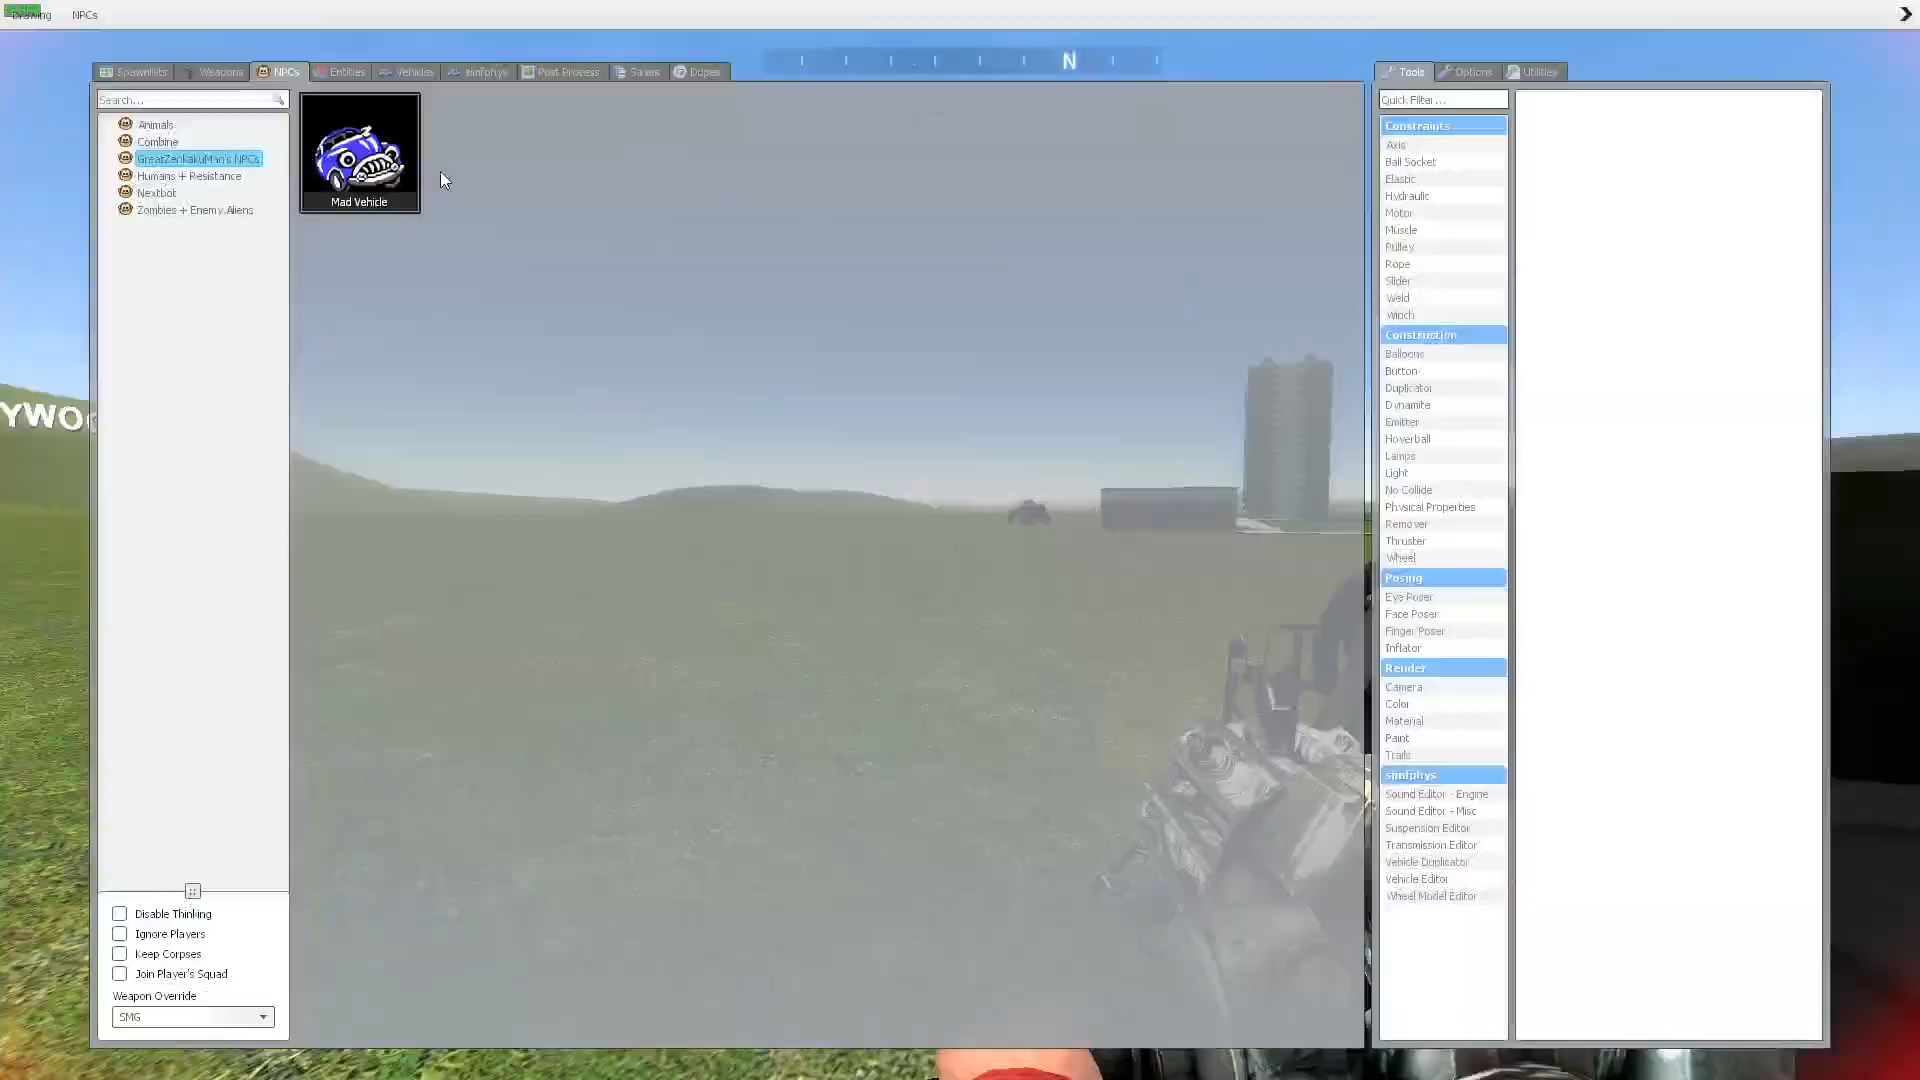 Drawing NPCs
N
Spawnlists Weapons NPCs Entities Vehicles simfphys Post Process Saves Dupes
Tools Options Utilities
Search...
Animals
Combine
GreatZenkakuMan's NPCs
Humans + Resistance
Nextbot
Zombies + Enemy Aliens
Mad Vehicle
YWO
Disable Thinking
Ignore Players
Keep Corpses
Join Player's Squad
Weapon Override
SMG
Quick Filter...
Constraints
Axis
Ball Socket
Elastic
Hydraulic
Motor
Muscle
Pulley
Rope
Slider
Weld
Winch
Construction
Balloons
Button
Duplicator
Dynamite
Emitter
Hoverball
Lamps
Light
No Collide
Physical Properties
Remover
Thruster
Wheel
Posing
Eye Poser
Face Poser
Finger Poser
Inflator
Render
Camera
Color
Material
Paint
Trails
simfphys
Sound Editor - Engine
Sound Editor - Misc
Suspension Editor
Transmission Editor
Vehicle Duplicator
Vehicle Editor
Wheel Model Editor